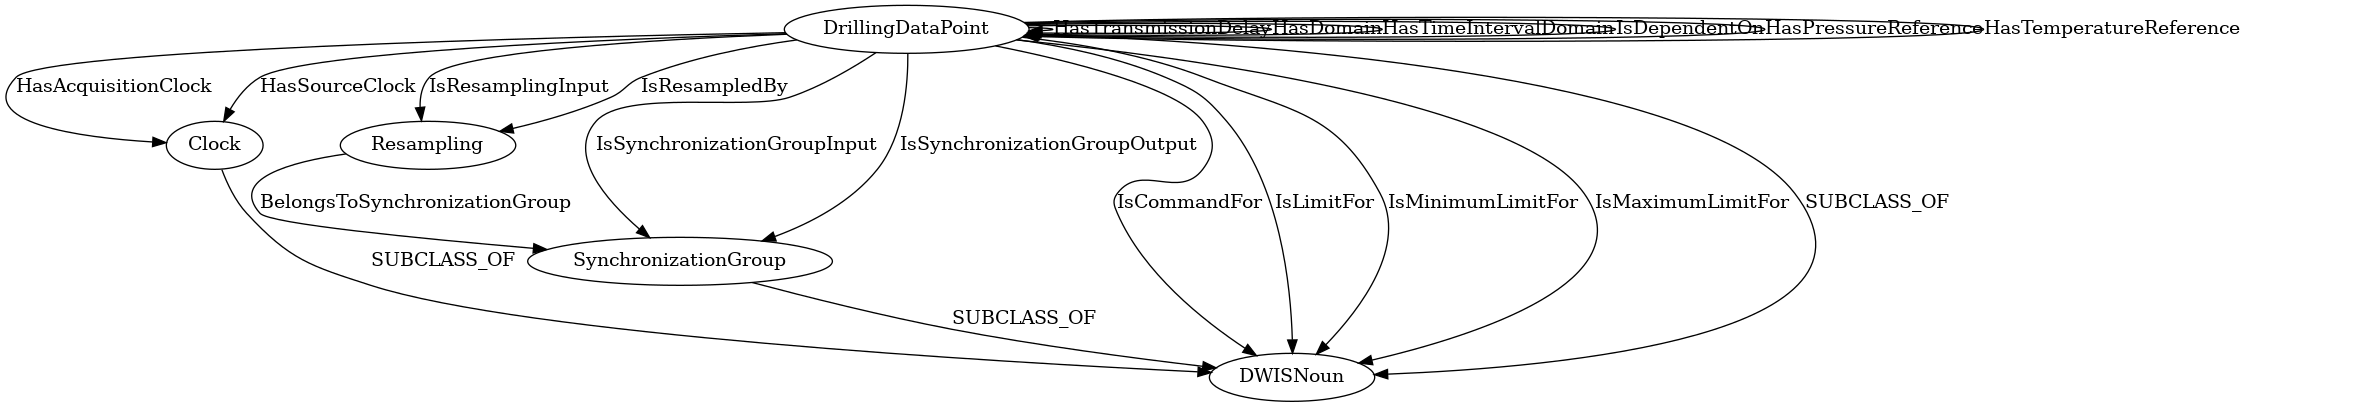 DrillingDataPoint
HasTransmissionDelay
HasDomain
HasTimeIntervalDomain
IsDependentOn
HasPressureReference
HasTemperatureReference
HasAcquisitionClock
HasSourceClock
IsResamplingInput
IsResampledBy
Clock
Resampling
IsSynchronizationGroupInput
IsSynchronizationGroupOutput
BelongsToSynchronizationGroup
IsCommandFor
IsLimitFor
IsMinimumLimitFor
IsMaximumLimitFor
SUBCLASS_OF
SUBCLASS_OF
SynchronizationGroup
SUBCLASS_OF
DWISNoun